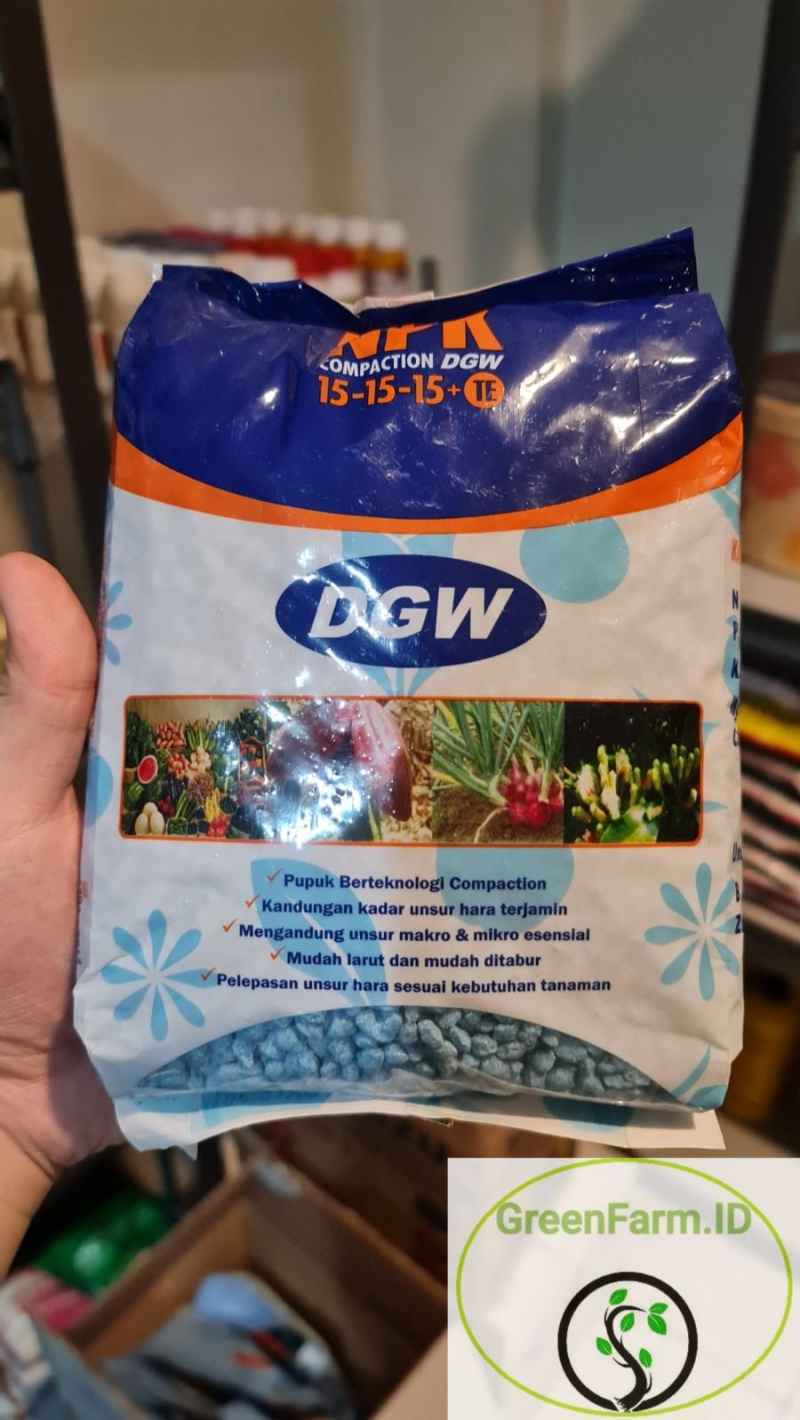 NPK
COMPACTION DGW
15-15-15+TE
DGW
Pupuk Berteknologi Compaction
Kandungan kadar unsur hara terjamin
Mengandung unsur makro & mikro esensial
Mudah larut dan mudah ditabur
Pelepasan unsur hara sesuai kebutuhan tanaman
GreenFarm.ID